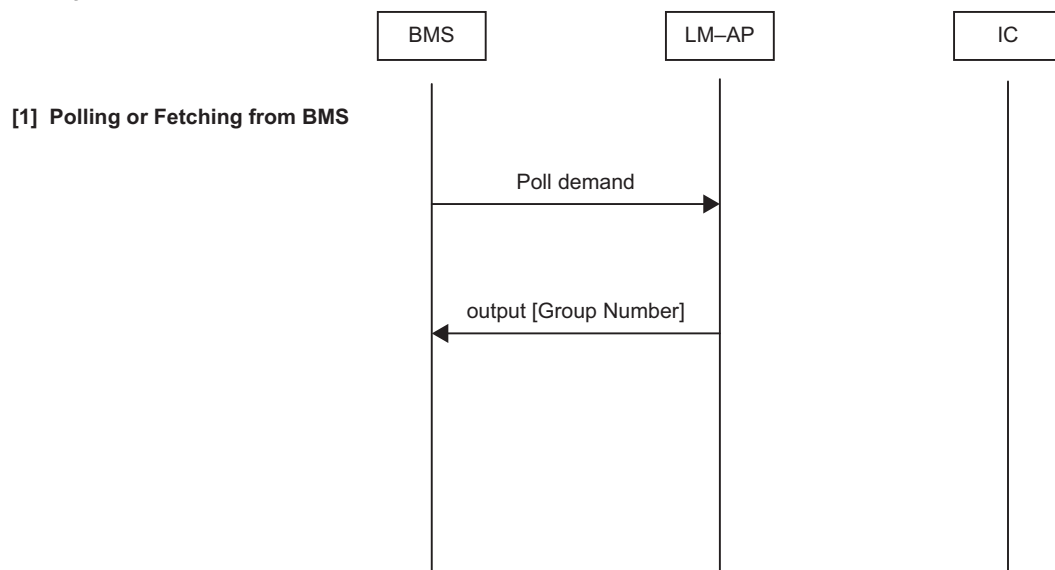 BMS LM–AP IC
[1] Polling or Fetching from BMS
Poll demand
output [Group Number]